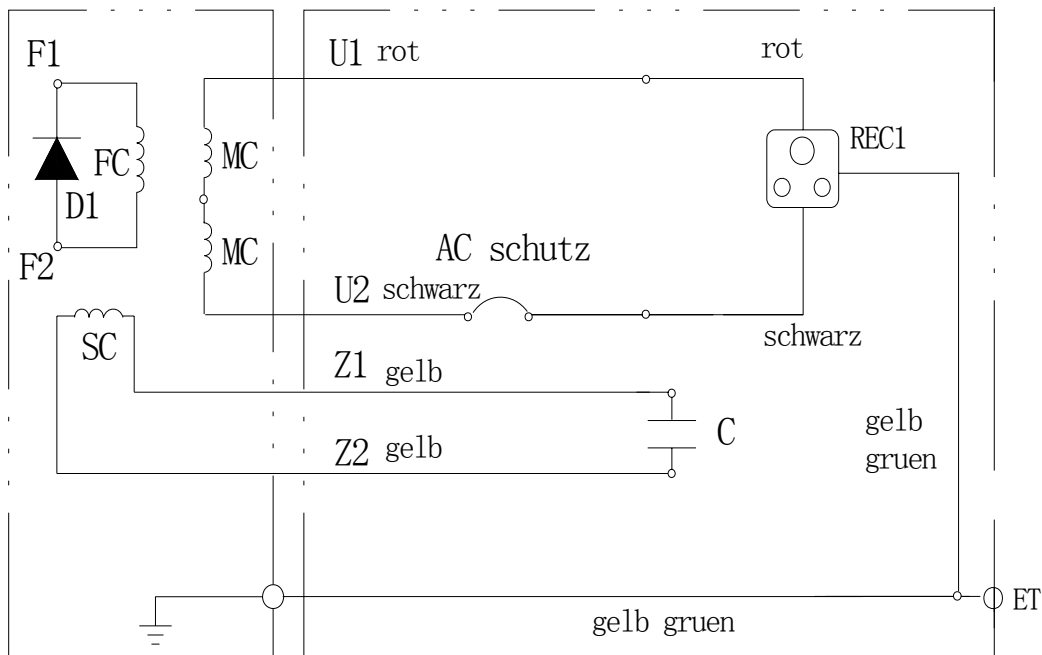 F1
U1 rot
rot
FC
MC
REC1
D1
MC
AC schutz
F2
U2 schwarz
SC
schwarz
Z1 gelb
C
gelb
gruen
Z2 gelb
ET
gelb gruen